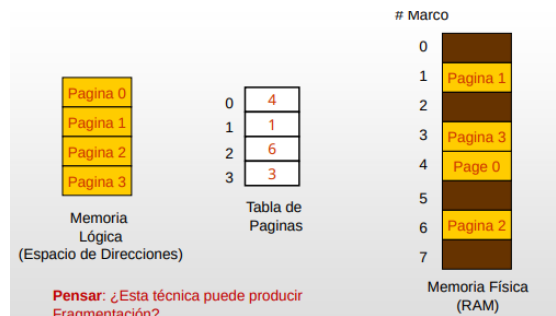 # Marco
0
1 Pagina 1
2
3 Pagina 3
4 Page 0
5
6 Pagina 2
7
Memoria Física
(RAM)
Pagina 0
Pagina 1
Pagina 2
Pagina 3
Memoria
Lógica
(Espacio de Direcciones)
0 4
1 1
2 6
3 3
Tabla de
Paginas
Pensar: ¿Esta técnica puede producir
Fragmentación?